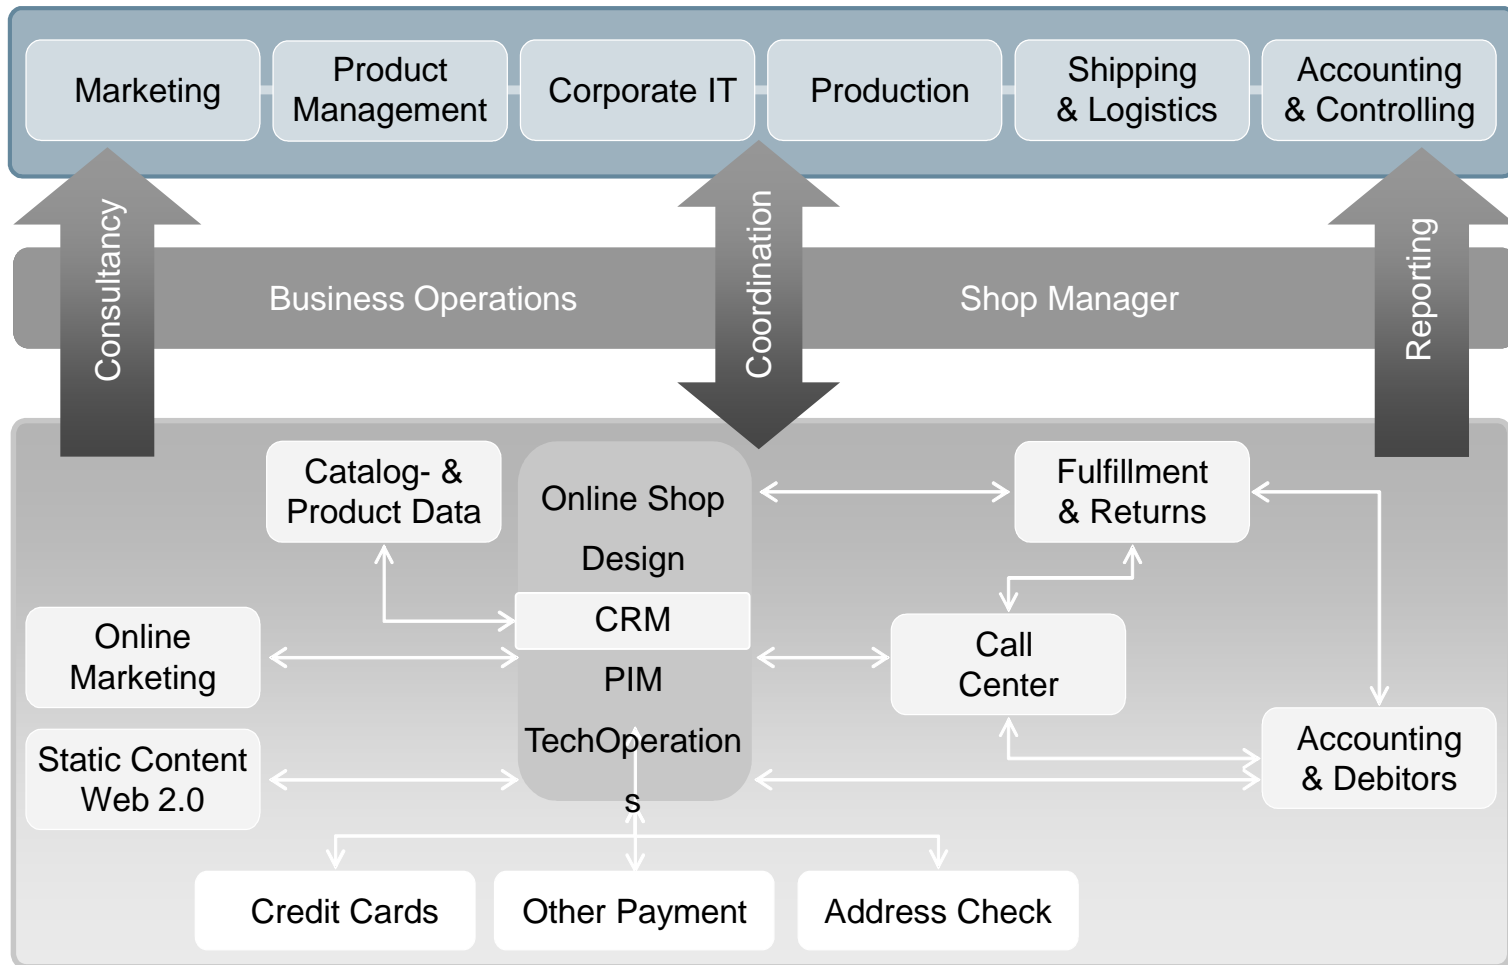 Marketing
Product
Management
Corporate IT
Production
Shipping
& Logistics
Accounting
& Controlling
Consultancy
Business Operations
Coordination
Shop Manager
Reporting
Catalog- &
Product Data
Online Shop
Design
CRM
PIM
TechOperation
s
Fulfillment
& Returns
Online
Marketing
Call
Center
Static Content
Web 2.0
Accounting
& Debitors
Credit Cards
Other Payment
Address Check